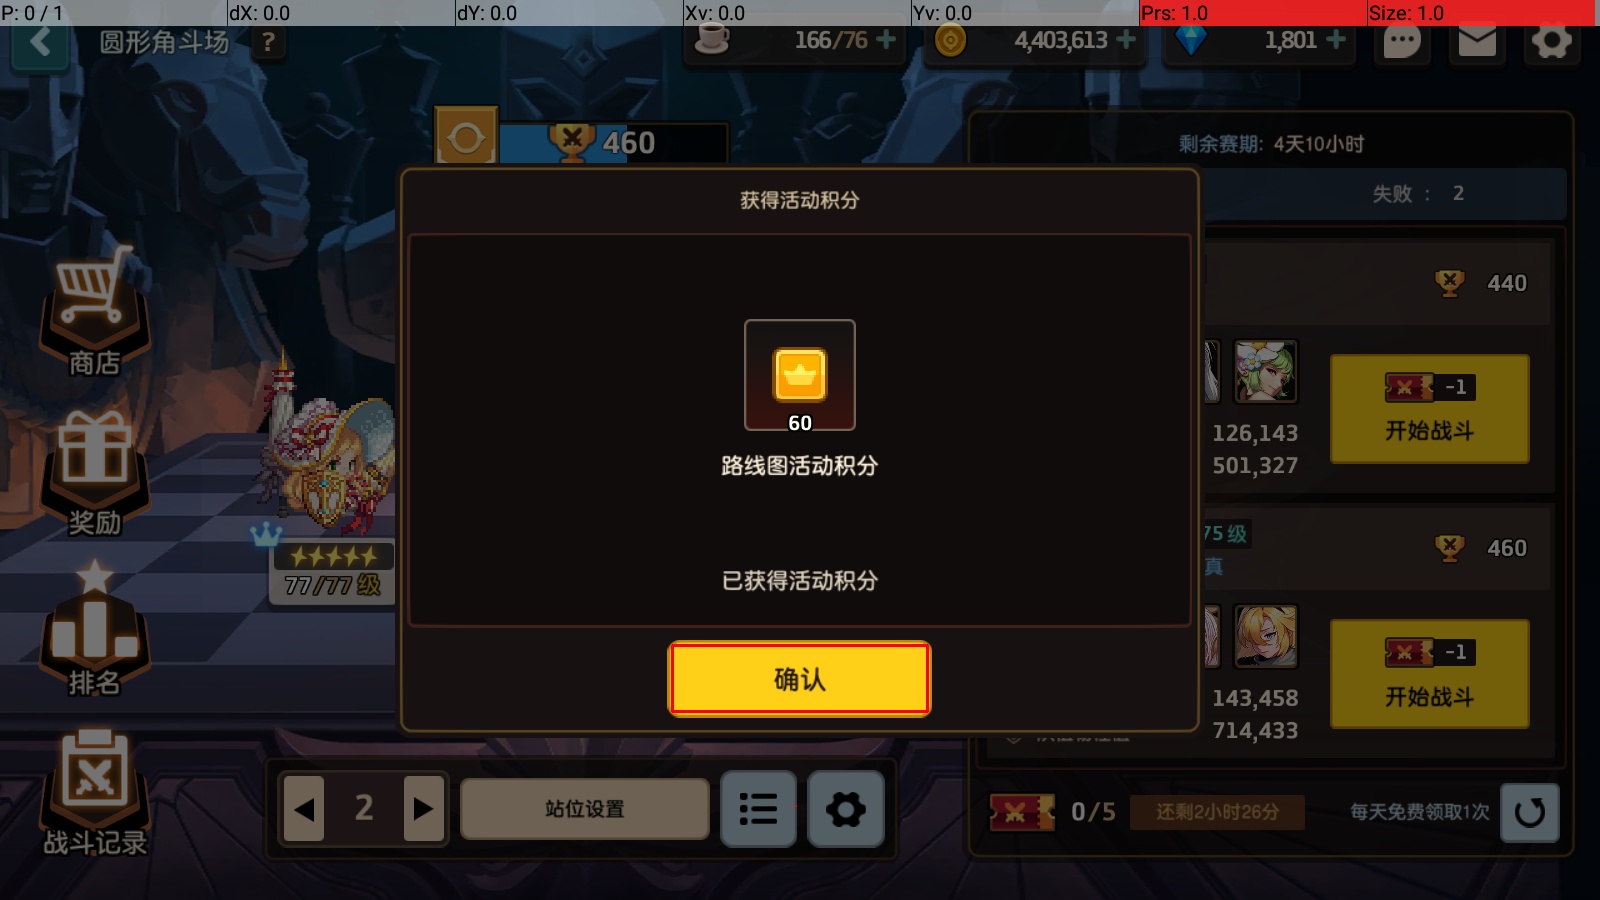 P: 0 / 1
dX: 0.0
dY: 0.0
Xv: 0.0
Yv: 0.0
Prs: 1.0
Size: 1.0
圆形角斗场
?
166/76
4,403,613
1,801
460
剩余赛期: 4天10小时
失败 : 2
获得活动积分
440
60
路线图活动积分
已获得活动积分
确认
126,143
501,327
-1
开始战斗
75 级
真
460
143,458
714,433
-1
开始战斗
商店
奖励
排名
战斗记录
77/77 级
2
站位设置
0/5
还剩2小时26分
每天免费领取1次